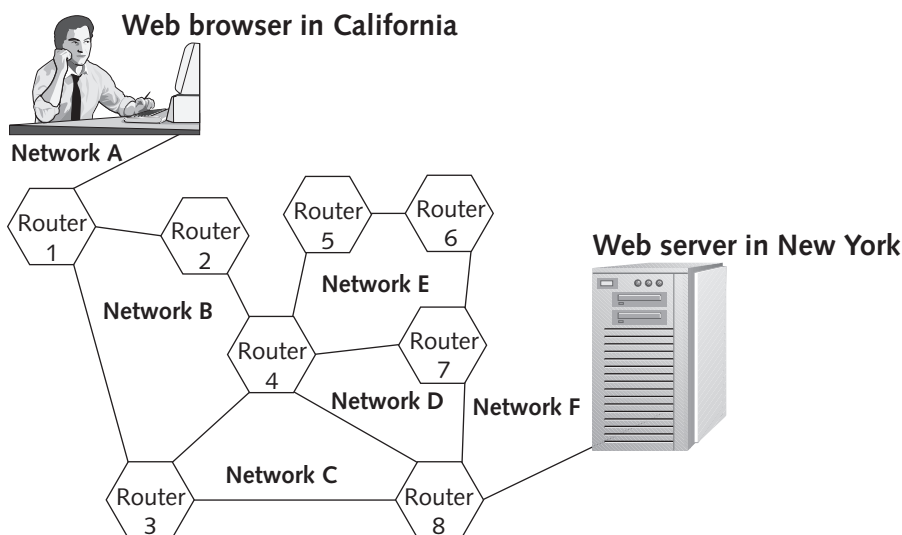 Web browser in California
Network A
Router
1
Router
2
Router
5
Router
6
Web server in New York
Network E
Network B
Router
4
Router
7
Network D
Network F
Network C
Router
3
Router
8